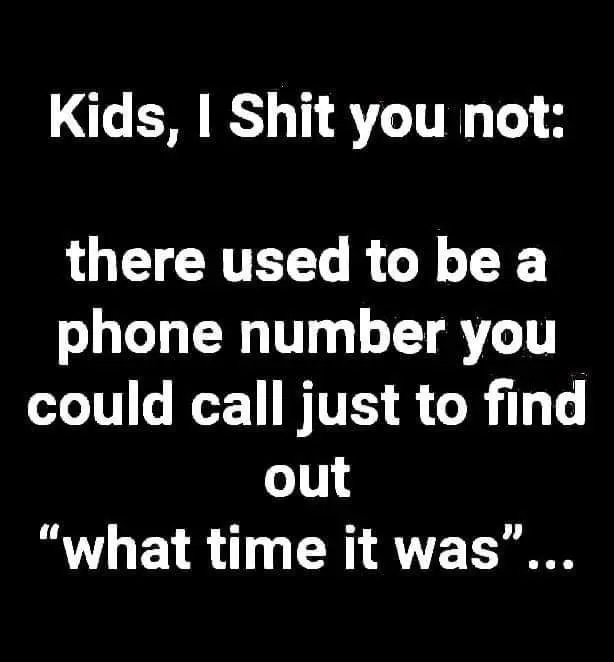 Kids, I Shit you not:
there used to be a
phone number you
could call just to find
out
“what time it was”...